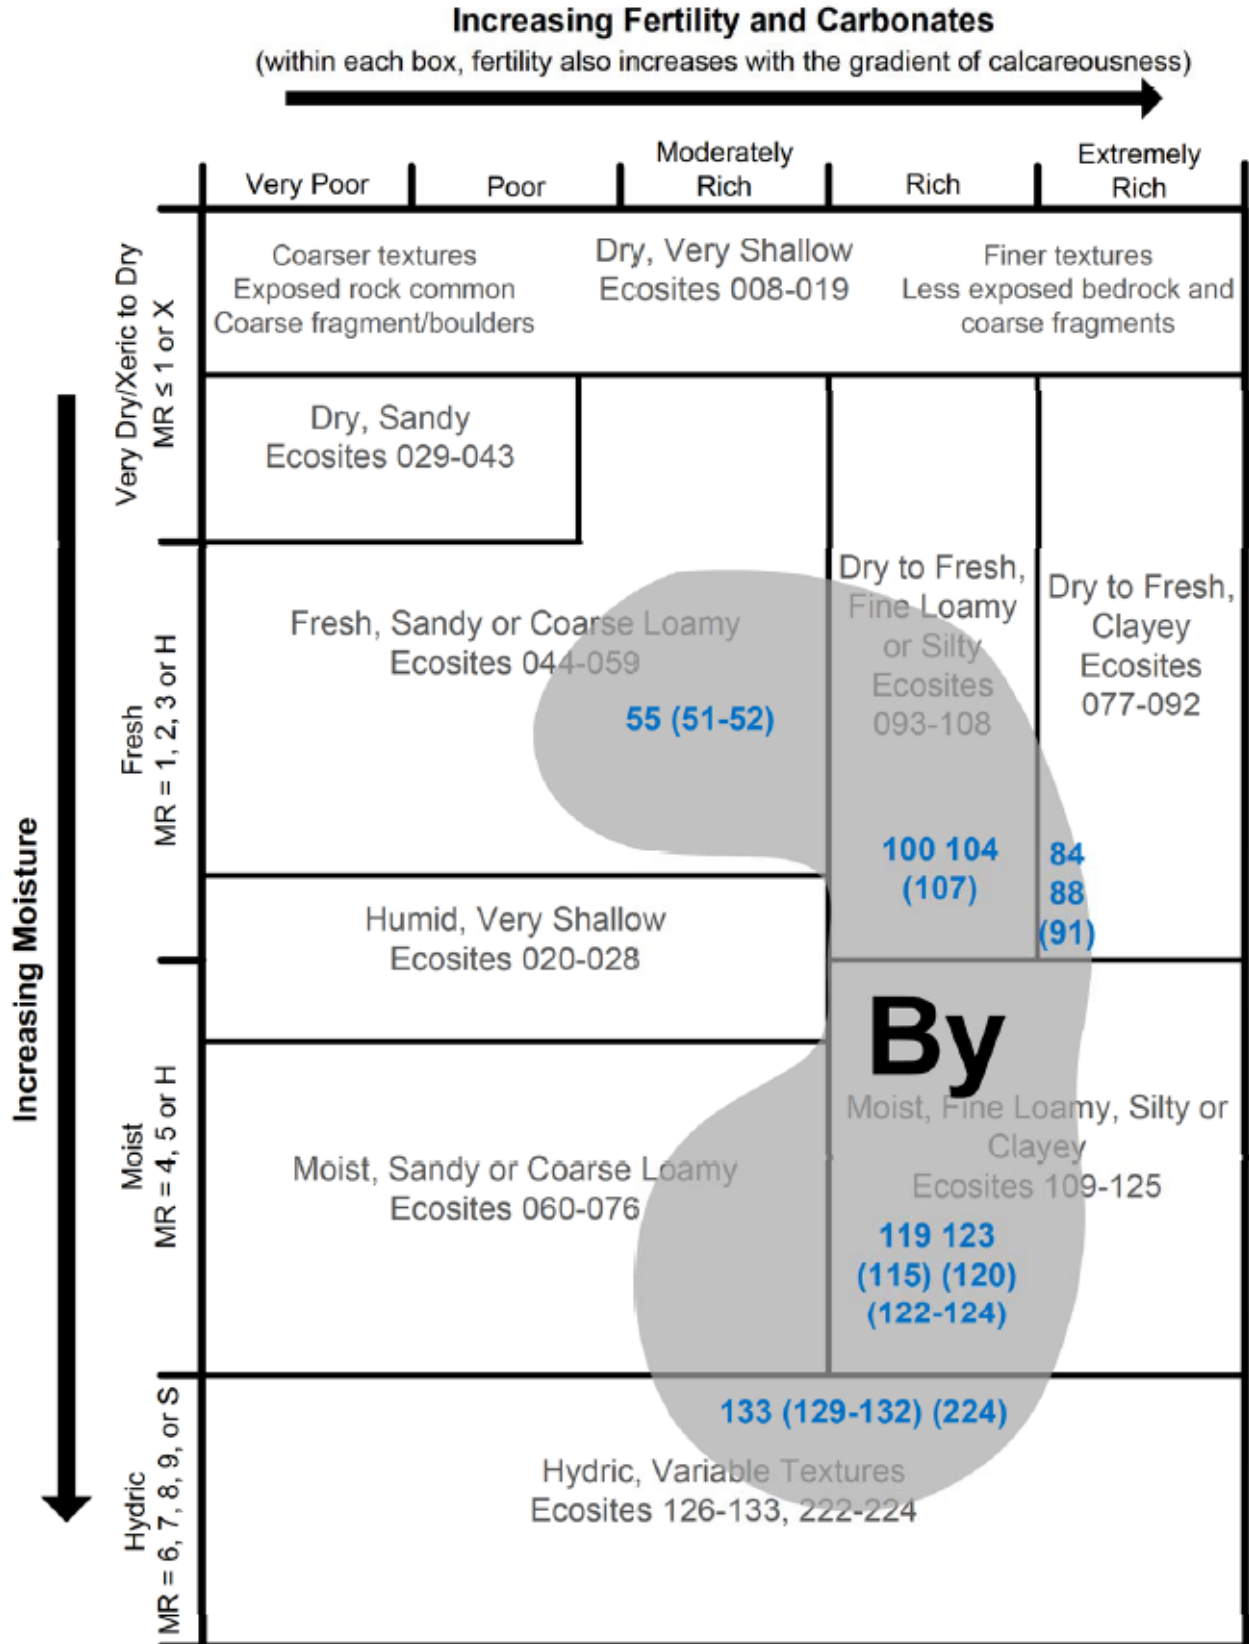 Increasing Fertility and Carbonates
(within each box, fertility also increases with the gradient of calcareousness)
Very Poor
Poor
Moderately
Rich
Rich
Extremely
Rich
Increasing Moisture
Very Dry/Xeric to Dry
MR ≤ 1 or X
Coarser textures
Exposed rock common
Coarse fragment/boulders
Dry, Very Shallow
Ecosites 008-019
Finer textures
Less exposed bedrock and
coarse fragments
Dry, Sandy
Ecosites 029-043
Fresh
MR = 1, 2, 3 or H
Fresh, Sandy or Coarse Loamy
Ecosites 044-059
55 (51-52)
Dry to Fresh,
Fine Loamy
or Silty
Ecosites
093-108
100 104
(107)
Dry to Fresh,
Clayey
Ecosites
077-092
84
88
(91)
Humid, Very Shallow
Ecosites 020-028
By
Moist
MR = 4, 5 or H
Moist, Sandy or Coarse Loamy
Ecosites 060-076
Moist, Fine Loamy, Silty or
Clayey
Ecosites 109-125
119 123
(115) (120)
(122-124)
Hydric
MR = 6, 7, 8, 9, or S
133 (129-132) (224)
Hydric, Variable Textures
Ecosites 126-133, 222-224